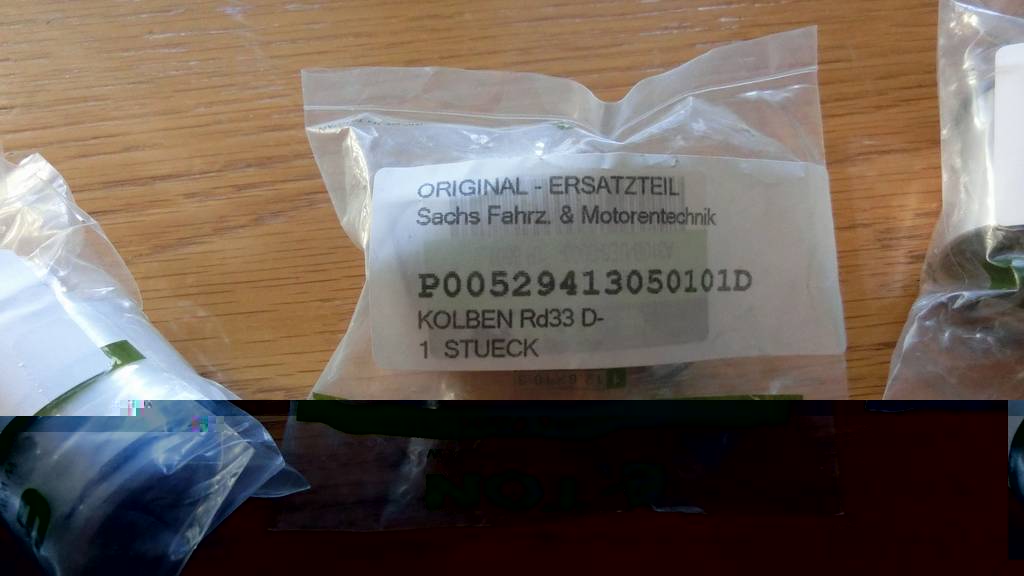 ORIGINAL - ERSATZTEIL
Sachs Fahrz. & Motorentechnik
P00529413050101D
KOLBEN Rd33 D-
1 STUECK